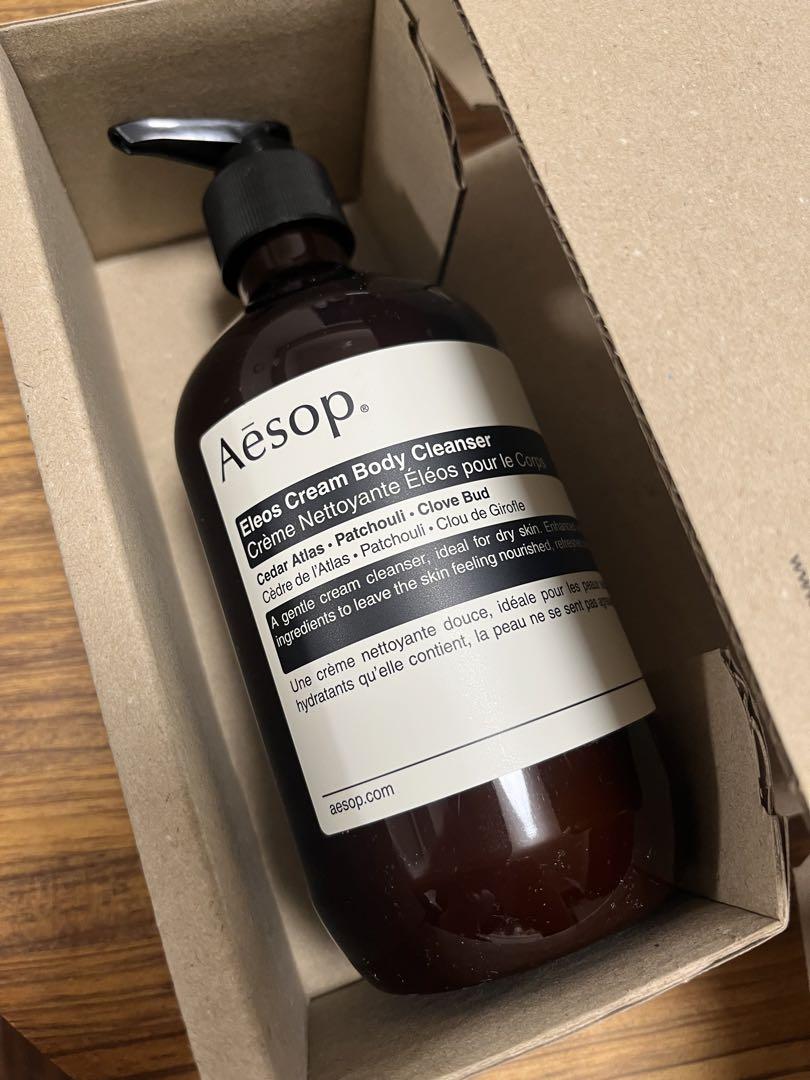 Aēsop®
Eleos Cream Body Cleanser
Crème Nettoyante Éléos pour le Corps
Cedar Atlas • Patchouli • Clove Bud
Cèdre de l'Atlas • Patchouli • Clou de Girofle
A gentle cream cleanser, ideal for dry skin.
ingredients to leave the skin feeling nourished,
Une crème nettoyante douce, idéale pour les peaux
hydratants qu'elle contient, la peau ne se sent pas
aesop.com